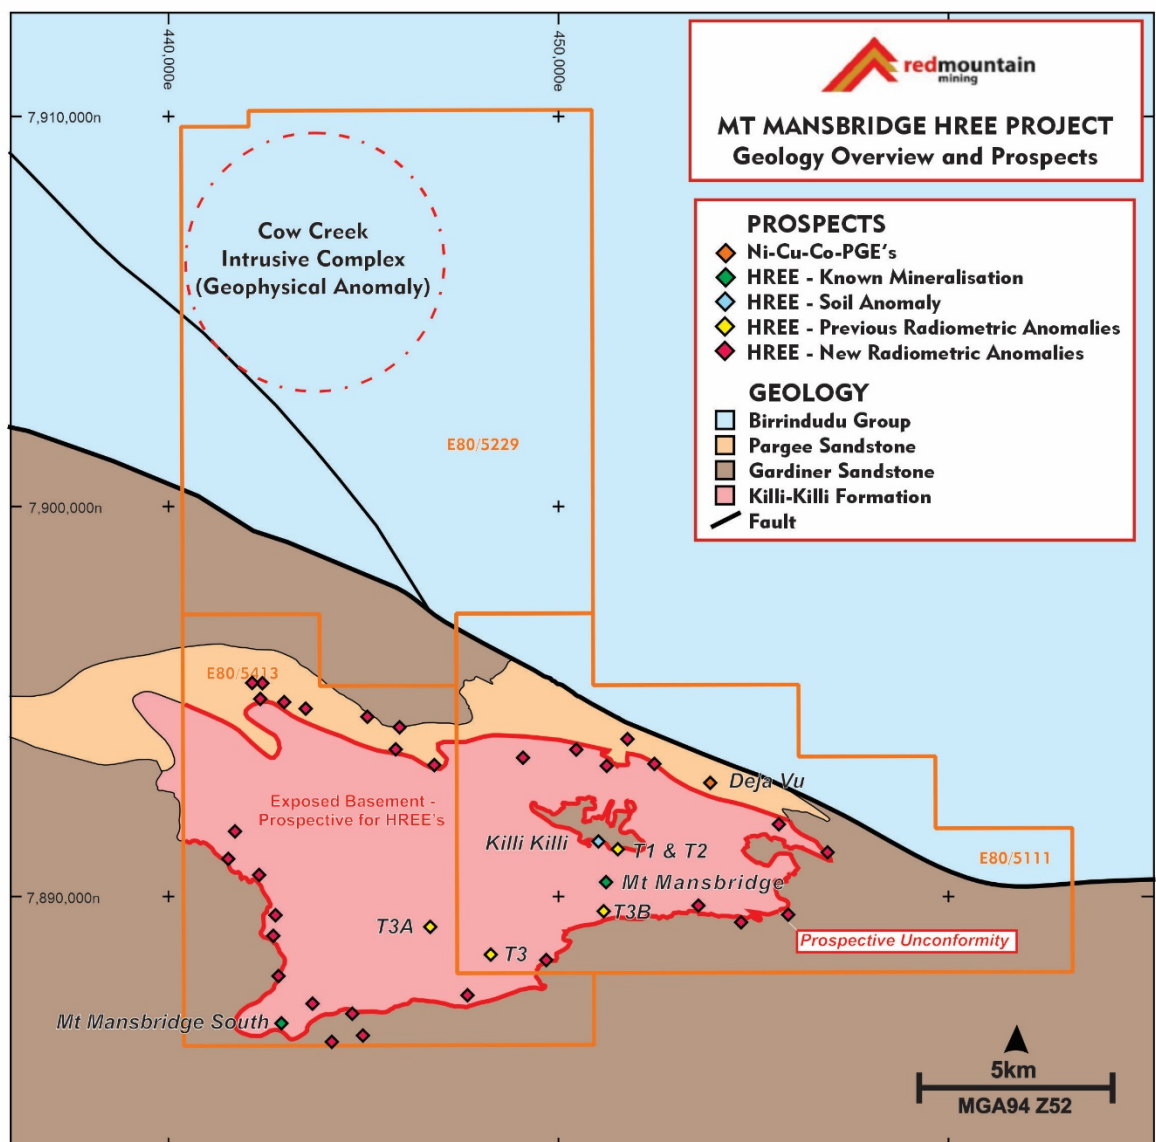 440,000e
450,000e
redmountain
mining
MT MANSBRIDGE HREE PROJECT
Geology Overview and Prospects
7,910,000n
PROSPECTS
Ni-Cu-Co-PGE's
HREE - Known Mineralisation
HREE - Soil Anomaly
HREE - Previous Radiometric Anomalies
HREE - New Radiometric Anomalies
GEOLOGY
Birrindudu Group
Pargee Sandstone
Gardiner Sandstone
Killi-Killi Formation
Fault
Cow Creek
Intrusive Complex
(Geophysical Anomaly)
E80/5229
7,900,000n
E80/5413
Deja Vu
Exposed Basement -
Prospective for HREE's
Killi Killi
T1 & T2
E80/5111
Mt Mansbridge
7,890,000n
T3B
T3A
Prospective Unconformity
T3
Mt Mansbridge South
5km
MGA94 Z52